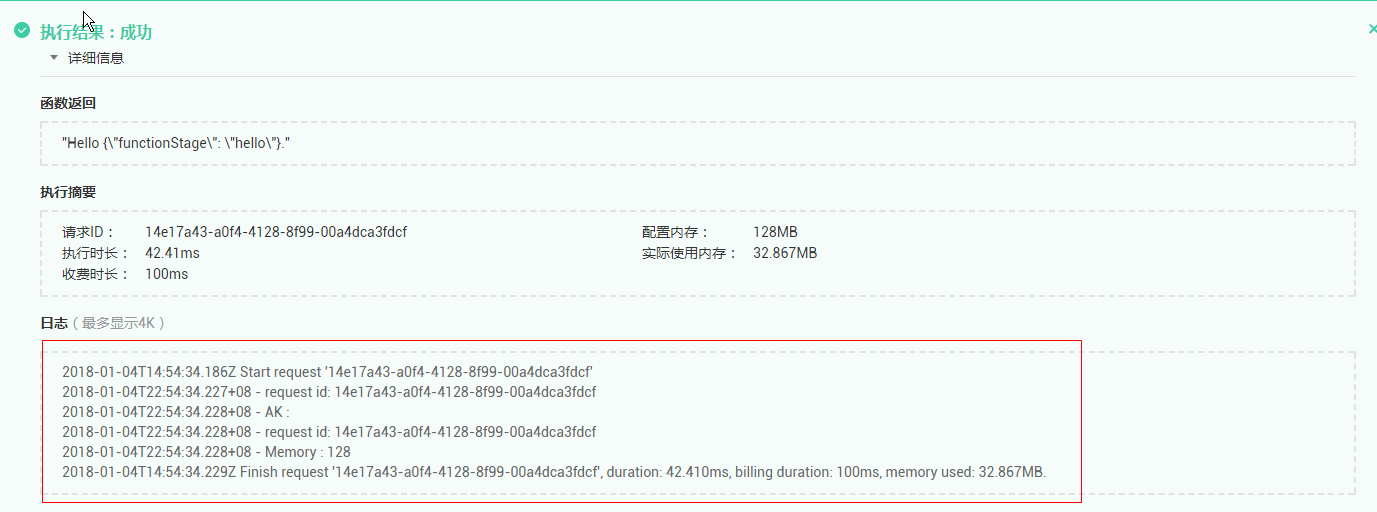 执行结果：成功
详细信息
函数返回
"Hello {\"functionStage\": \"hello\"}."
执行摘要
请求ID： 14e17a43-a0f4-4128-8f99-00a4dca3fdcf 配置内存： 128MB
执行时长： 42.41ms 实际使用内存： 32.867MB
收费时长： 100ms
日志（最多显示4K）
2018-01-04T14:54:34.186Z Start request '14e17a43-a0f4-4128-8f99-00a4dca3fdcf'
2018-01-04T22:54:34.227+08 - request id: 14e17a43-a0f4-4128-8f99-00a4dca3fdcf
2018-01-04T22:54:34.228+08 - AK :
2018-01-04T22:54:34.228+08 - request id: 14e17a43-a0f4-4128-8f99-00a4dca3fdcf
2018-01-04T22:54:34.228+08 - Memory : 128
2018-01-04T14:54:34.229Z Finish request '14e17a43-a0f4-4128-8f99-00a4dca3fdcf', duration: 42.410ms, billing duration: 100ms, memory used: 32.867MB.